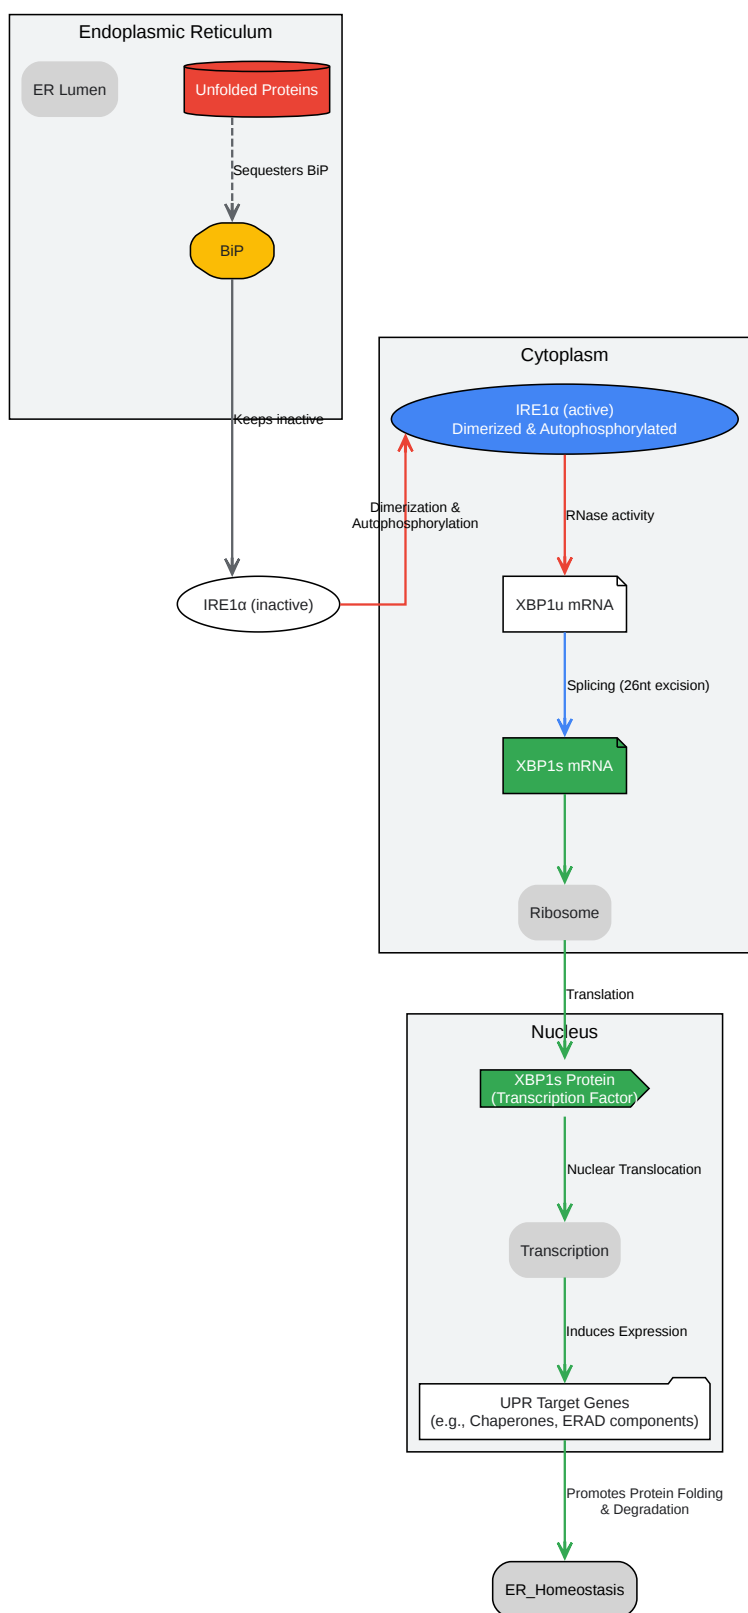 Endoplasmic Reticulum
ER Lumen
Unfolded Proteins
Sequesters BiP
BiP
Keeps inactive
Cytoplasm
IRE1α (active)
Dimerized & Autophosphorylated
Dimerization &
Autophosphorylation
RNase activity
IRE1α (inactive)
XBP1u mRNA
Splicing (26nt excision)
XBP1s mRNA
Ribosome
Translation
Nucleus
XBP1s Protein
(Transcription Factor)
Nuclear Translocation
Transcription
Induces Expression
UPR Target Genes
(e.g., Chaperones, ERAD components)
Promotes Protein Folding
& Degradation
ER_Homeostasis